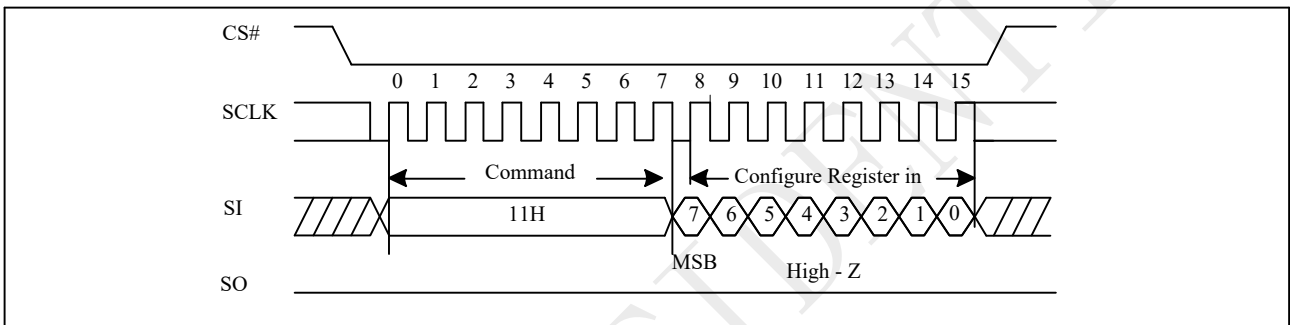 CS#
0 1 2 3 4 5 6 7 8 9 10 11 12 13 14 15
SCLK
Command
Configure Register in
SI
11H
7 6 5 4 3 2 1 0
MSB
High - Z
SO